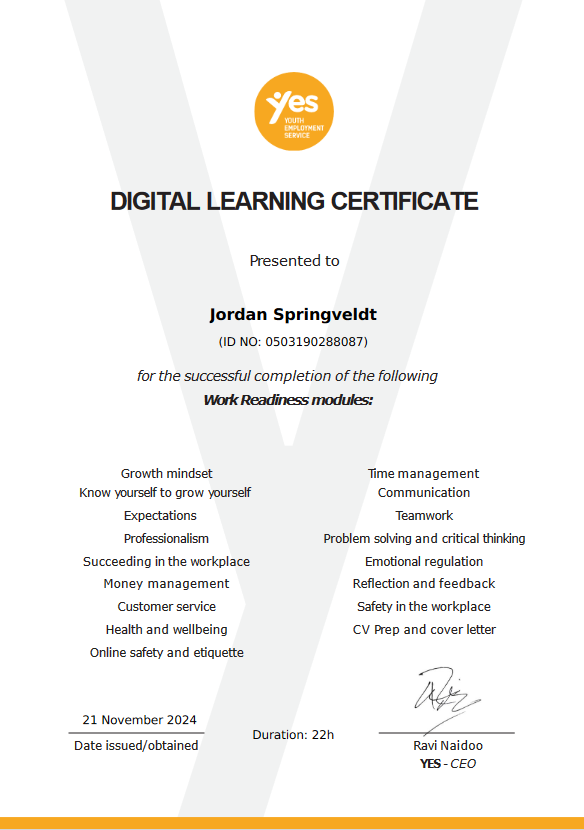 yes
YOUTH
EMPLOYMENT
SERVICE
DIGITAL LEARNING CERTIFICATE
Presented to
Jordan Springveldt
(ID NO: 0503190288087)
for the successful completion of the following
Work Readiness modules:
Growth mindset
Know yourself to grow yourself
Expectations
Professionalism
Succeeding in the workplace
Money management
Customer service
Health and wellbeing
Online safety and etiquette
Time management
Communication
Teamwork
Problem solving and critical thinking
Emotional regulation
Reflection and feedback
Safety in the workplace
CV Prep and cover letter
21 November 2024
Date issued/obtained
Duration: 22h
Ravi Naidoo
YES - CEO